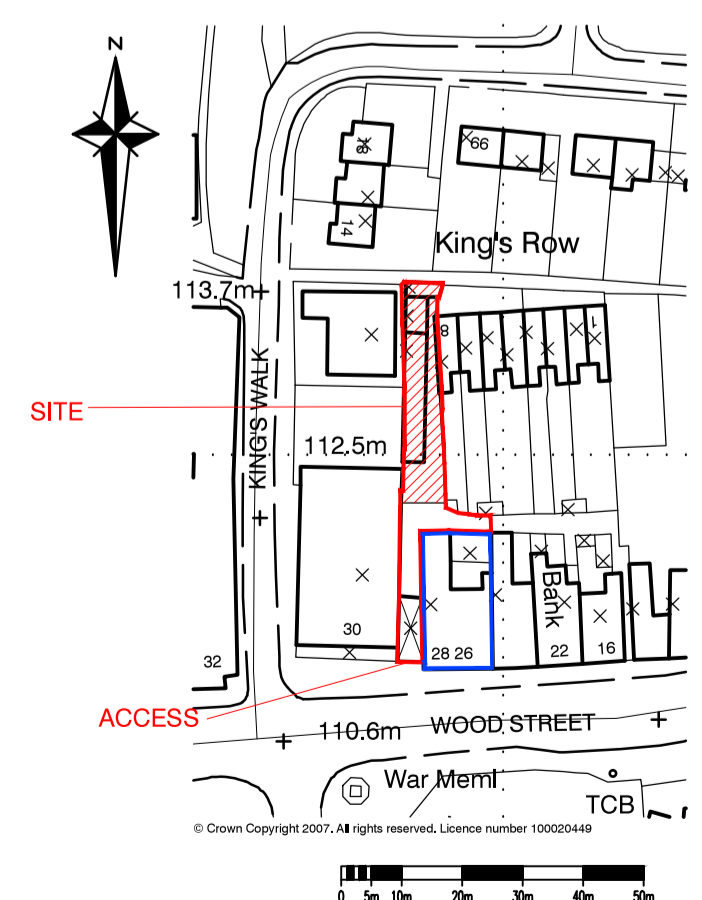 N
78
66
14
King's Row
113.7m
8
1
SITE
KING'S WALK
112.5m
Bank
30
28 26
22
16
32
ACCESS
110.6m
WOOD STREET
War Meml
TCB
© Crown Copyright 2007. All rights reserved. Licence number 100020449
0 5m 10m 20m 30m 40m 50m